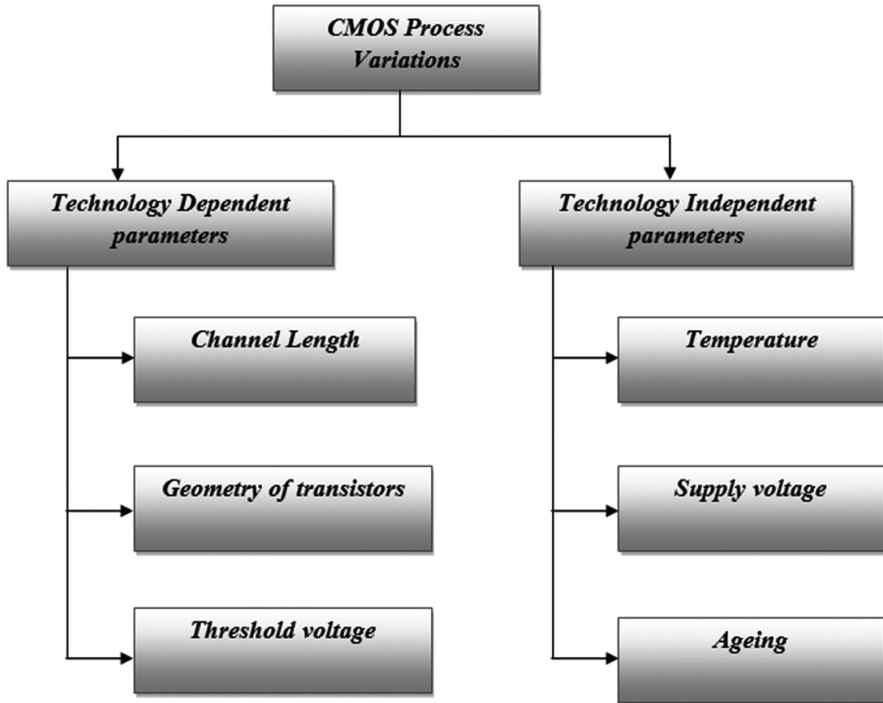 CMOS Process
Variations
Technology Dependent
parameters
Technology Independent
parameters
Channel Length
Temperature
Geometry of transistors
Supply voltage
Threshold voltage
Ageing